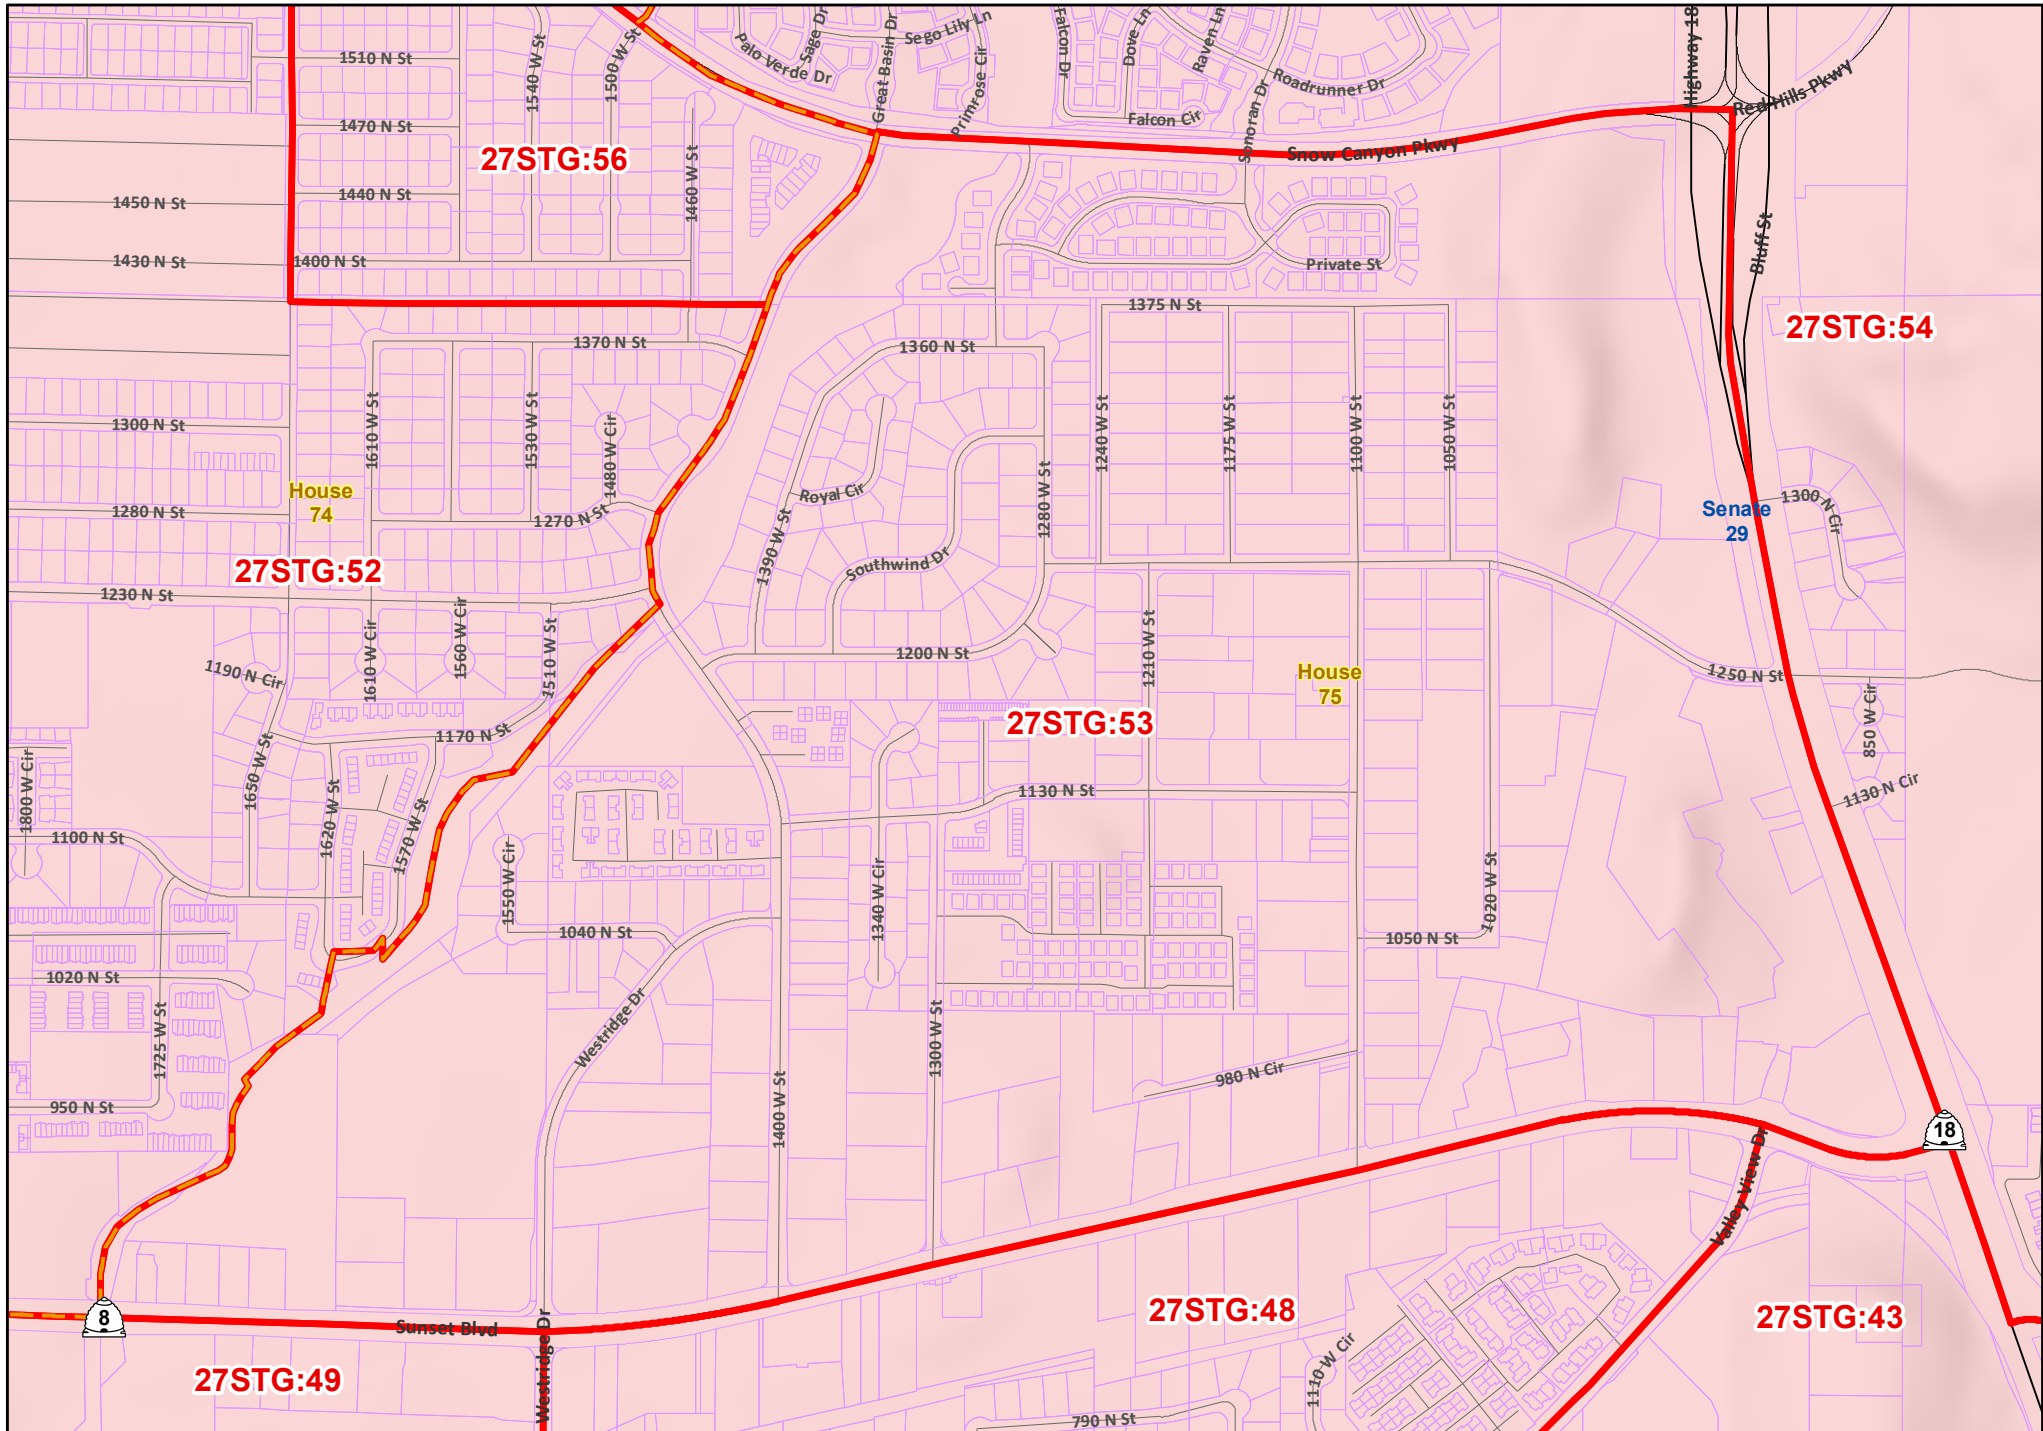 Sego Lily Ln
Sage Dr
Palo Verde Dr
Great Basin Dr
Primrose Cir
Falcon Dr
Dove Ln
Raven Ln
Roadrunner Dr
Falcon Cir
Sonoran Dr
Highway 18
Red Hills Pkwy
Snow Canyon Pkwy
1510 N St
1540 W St
1500 W St
1470 N St
27STG:56
1460 W St
1440 N St
1450 N St
1430 N St
1400 N St
Private St
Bluff St
1375 N St
27STG:54
1370 N St
1360 N St
1300 N St
1610 W St
1530 W St
1480 W Cir
1240 W St
1175 W St
1100 W St
1050 W St
House
74
Royal Cir
1280 W St
1280 N St
1270 N St
1390 W St
Southwind Dr
Senate
29
1300 N Cir
27STG:52
1230 N St
1610 W Cir
1560 W Cir
1510 W St
1200 N St
1210 W St
House
75
1250 N St
1190 N Cir
27STG:53
850 W Cir
1170 N St
1650 W St
1800 W Cir
1620 W St
1570 W St
1130 N St
1130 N Cir
1100 N St
1550 W Cir
1340 W Cir
1020 W St
1040 N St
1050 N St
1020 N St
1725 W St
Westridge Dr
1300 W St
980 N Cir
950 N St
1400 W St
18
Valley View Dr
8
Sunset Blvd
Westridge Dr
27STG:48
27STG:43
27STG:49
1110 W Cir
790 N St